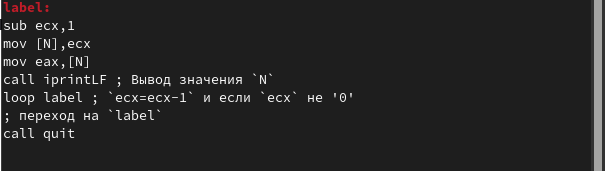 label:
sub ecx,1
mov [N],ecx
mov eax,[N]
call iprintLF ; Вывод значения `N`
loop label ; `ecx=ecx-1` и если `ecx` не '0'
; переход на `label`
call quit